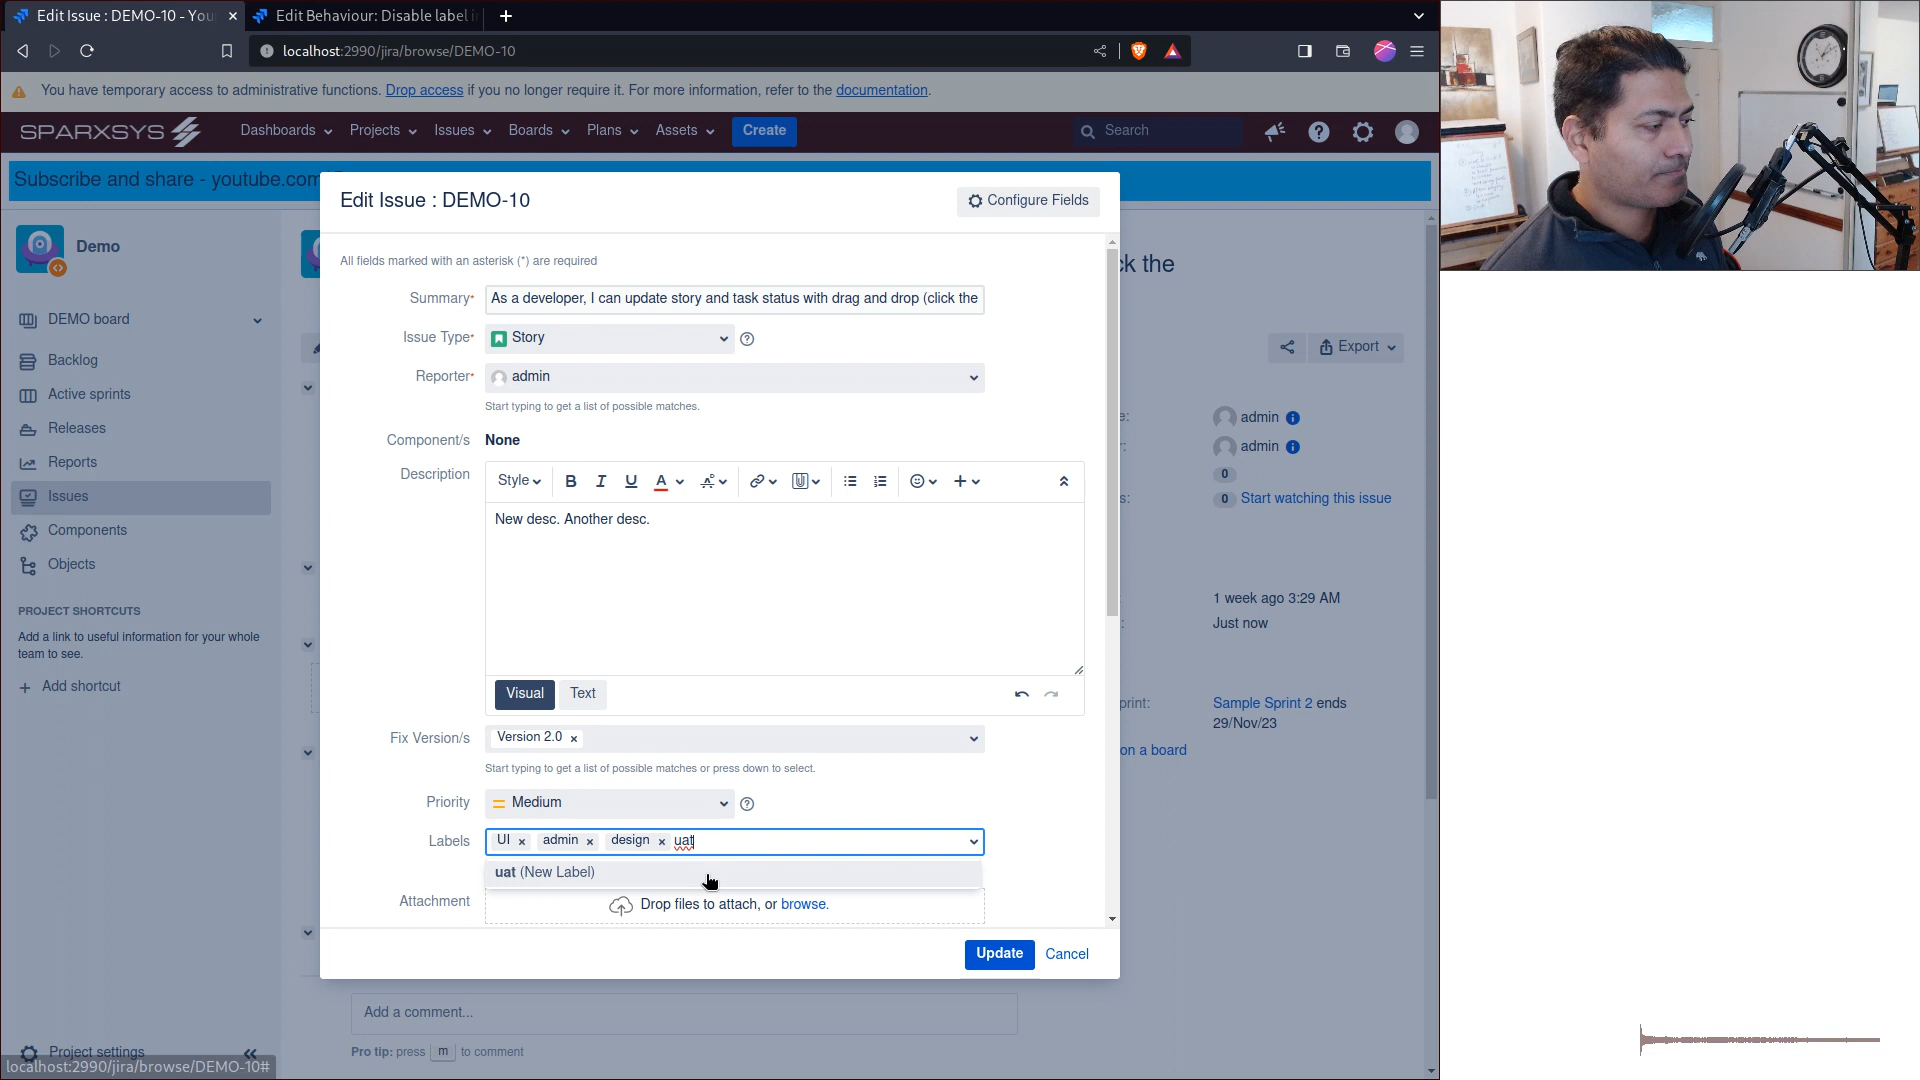 Edit Issue : DEMO-10 - You
Edit Behaviour: Disable label i
localhost:2990/jira/browse/DEMO-10
You have temporary access to administrative functions. Drop access if you no longer require it. For more information, refer to the documentation.
SPARXSYS
Dashboards
Projects
Issues
Boards
Plans
Assets
Create
Search
Subscribe and share - youtube.com
Edit Issue : DEMO-10
Configure Fields
Demo
ck the
All fields marked with an asterisk (*) are required
Summary*
As a developer, I can update story and task status with drag and drop (click the
DEMO board
Issue Type*
Story
Export
Backlog
Reporter*
admin
Active sprints
Start typing to get a list of possible matches.
e:
admin
Releases
Component/s
None
r:
admin
Reports
Description
Style
B I U A
0
Issues
s:
0 Start watching this issue
Components
New desc. Another desc.
Objects
PROJECT SHORTCUTS
1 week ago 3:29 AM
Add a link to useful information for your whole
team to see.
:
Just now
Add shortcut
Visual
Text
print:
Sample Sprint 2 ends
29/Nov/23
Fix Version/s
Version 2.0
on a board
Start typing to get a list of possible matches or press down to select.
Priority
Medium
Labels
UI
admin
design
uat
uat (New Label)
Attachment
Drop files to attach, or browse.
Update
Cancel
Add a comment...
Project settings
Pro tip: press m to comment
localhost:2990/jira/browse/DEMO-10#